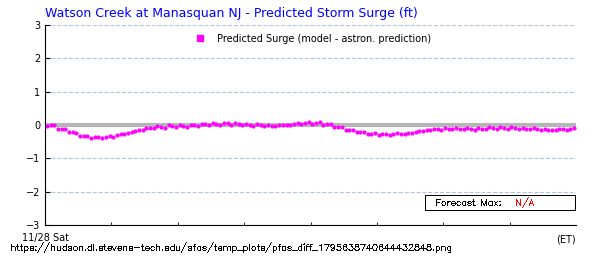 Watson Creek at Manasquan NJ - Predicted Storm Surge (ft)
3
Predicted Surge (model - astron. prediction)
2
1
0
−1
−2
Forecast Max: N/A
−3
11/28 Sat
(ET)
https://hudson.dl.stevens-tech.edu/sfas/temp_plots/pfas_diff_1795638740644432848.png